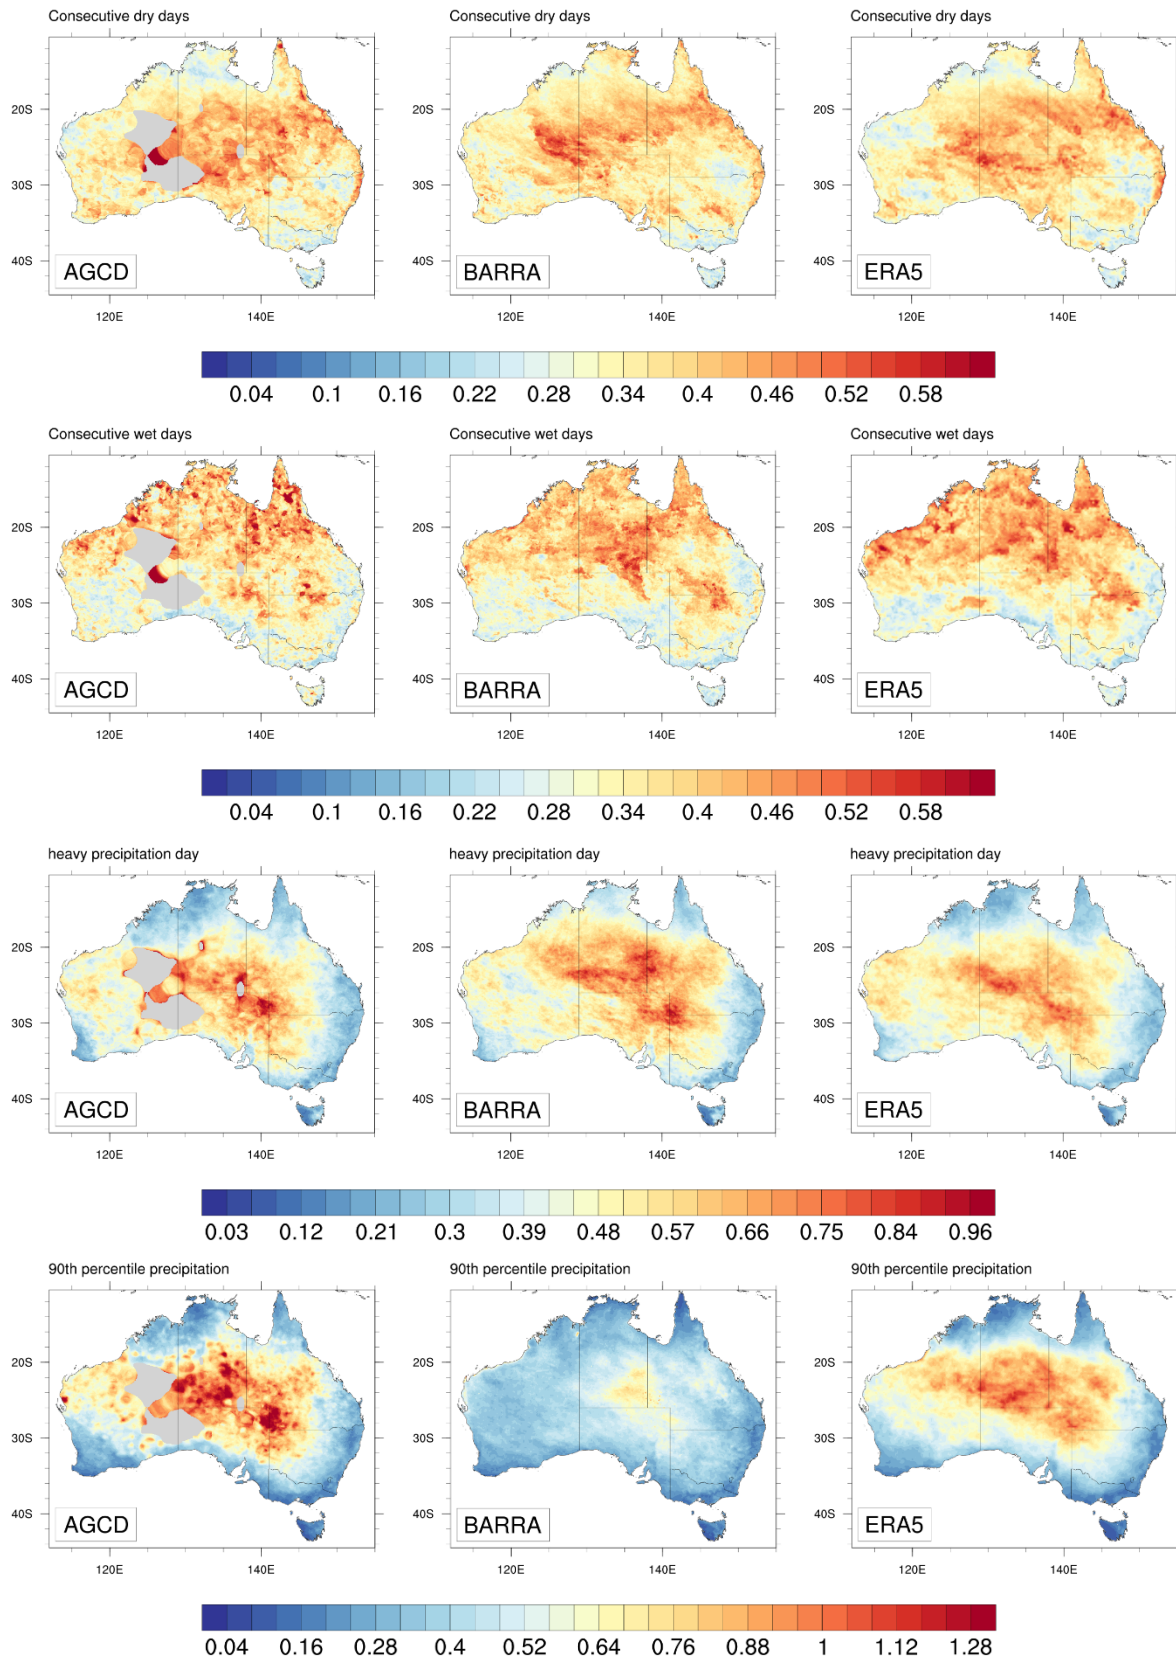 Consecutive dry days Consecutive dry days Consecutive dry days
20S 20S 20S
30S 30S 30S
40S 40S 40S
AGCD BARRA ERA5
120E 140E 120E 140E 120E 140E
0.04 0.1 0.16 0.22 0.28 0.34 0.4 0.46 0.52 0.58
Consecutive wet days Consecutive wet days Consecutive wet days
20S 20S 20S
30S 30S 30S
40S 40S 40S
AGCD BARRA ERA5
120E 140E 120E 140E 120E 140E
0.04 0.1 0.16 0.22 0.28 0.34 0.4 0.46 0.52 0.58
heavy precipitation day heavy precipitation day heavy precipitation day
20S 20S 20S
30S 30S 30S
40S 40S 40S
AGCD BARRA ERA5
120E 140E 120E 140E 120E 140E
0.03 0.12 0.21 0.3 0.39 0.48 0.57 0.66 0.75 0.84 0.96
90th percentile precipitation 90th percentile precipitation 90th percentile precipitation
20S 20S 20S
30S 30S 30S
40S 40S 40S
AGCD BARRA ERA5
120E 140E 120E 140E 120E 140E
0.04 0.16 0.28 0.4 0.52 0.64 0.76 0.88 1 1.12 1.28